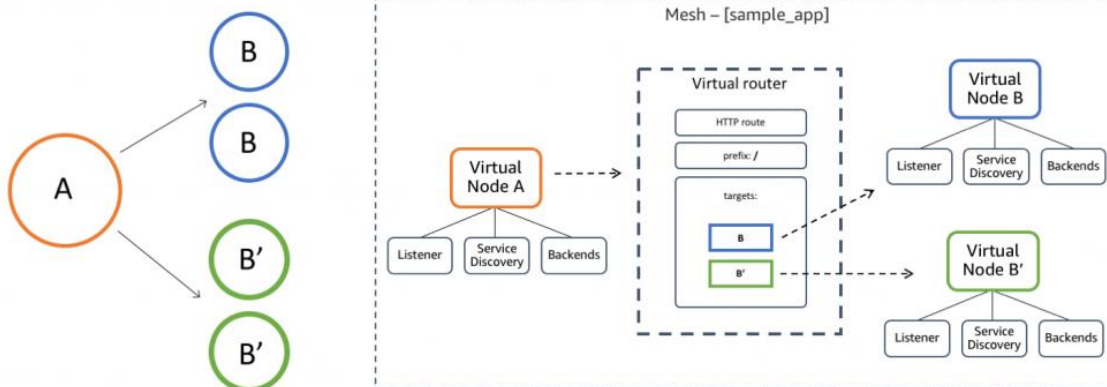 B
B
A
B’
B’
Mesh – [sample_app]
Virtual router
HTTP route
prefix: /
targets:
B
B’
Virtual
Node A
Listener
Service
Discovery
Backends
Virtual
Node B
Listener
Service
Discovery
Backends
Virtual
Node B’
Listener
Service
Discovery
Backends